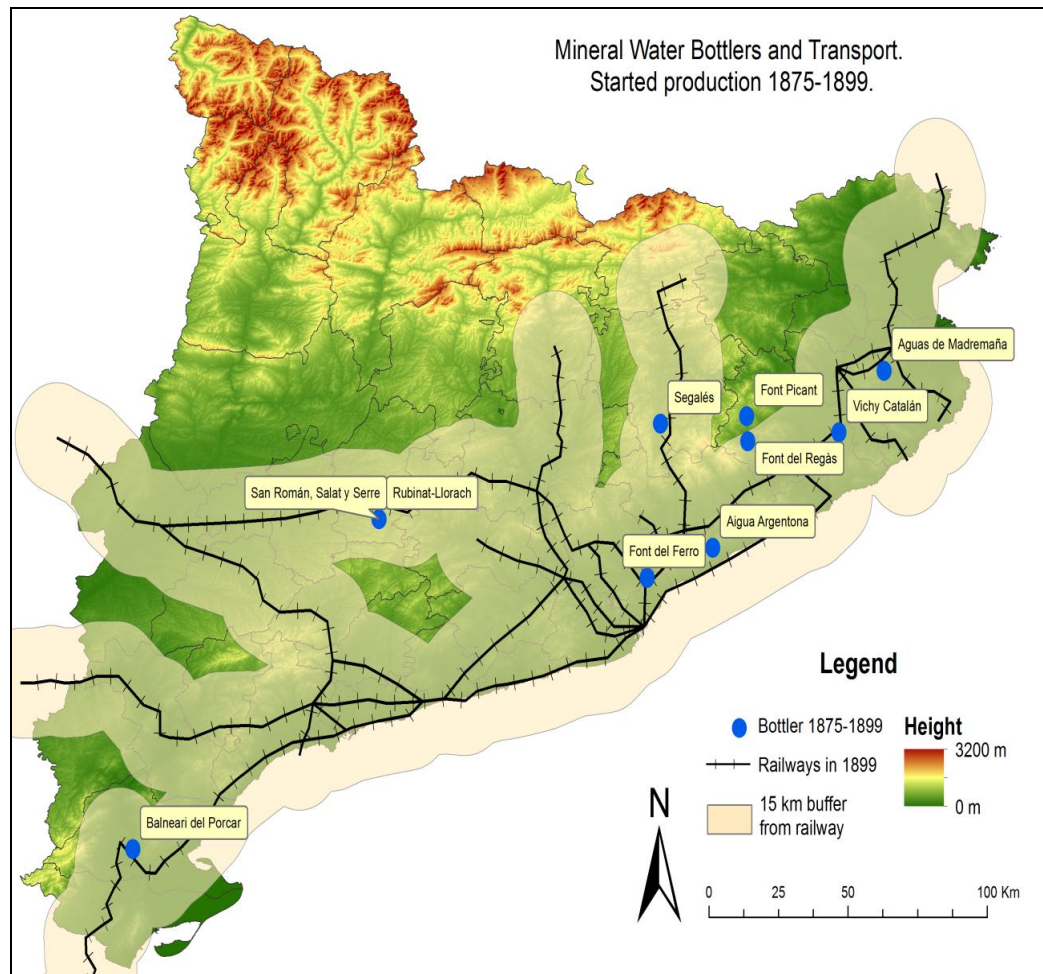 Mineral Water Bottlers and Transport.
Started production 1875-1899.
Aguas de Madremaña
Segalés
Font Picant
Vichy Catalán
Font del Regàs
San Román, Salat y Serre
Rubinat-Llorach
Aigua Argentona
Font del Ferro
Balneari del Porcar
Legend
Bottler 1875-1899
Railways in 1899
15 km buffer
from railway
Height
3200 m
0 m
N
0 25 50 100 Km